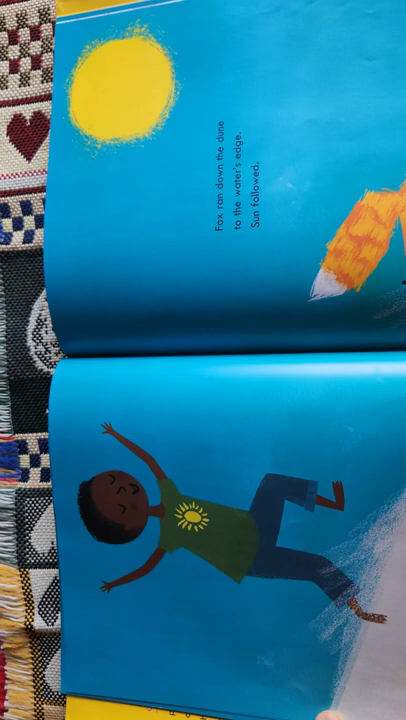 Fox ran down the dune
to the water's edge.
Sun followed.